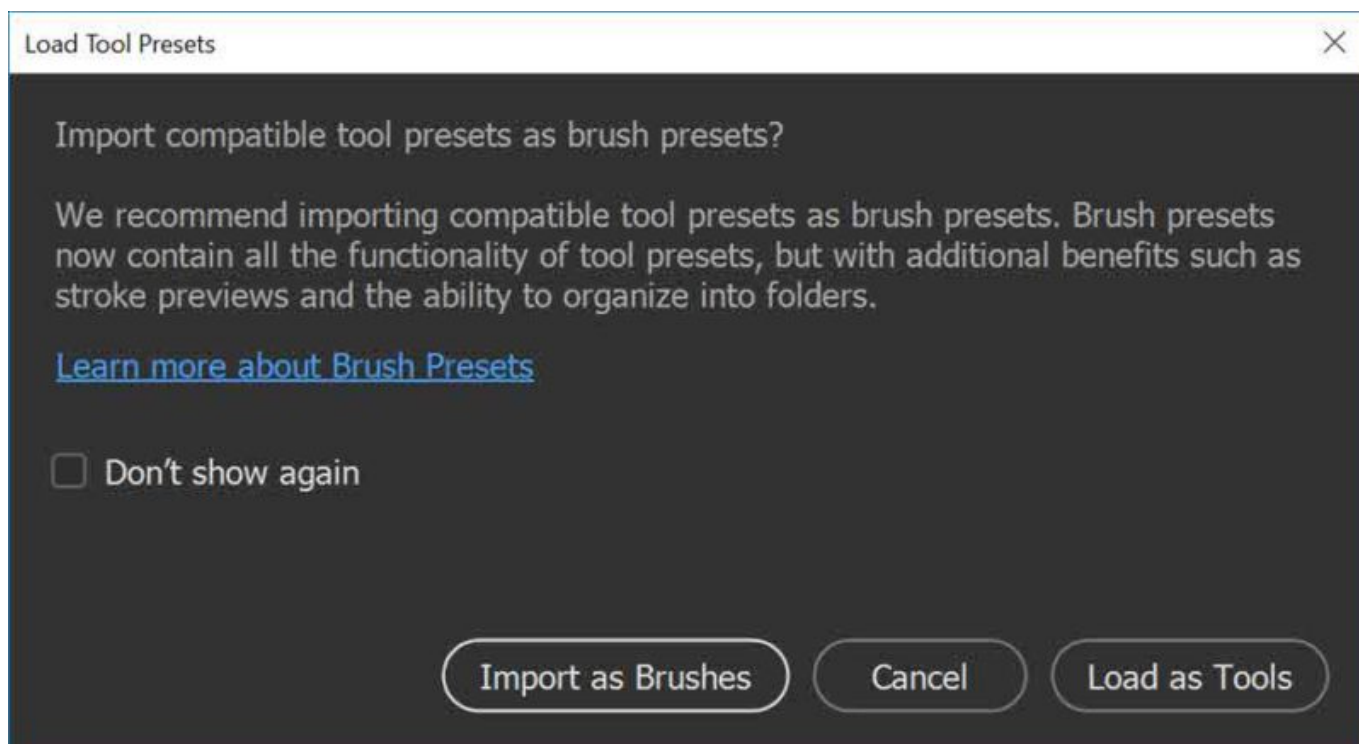 Load Tool Presets
Import compatible tool presets as brush presets?
We recommend importing compatible tool presets as brush presets. Brush presets
now contain all the functionality of tool presets, but with additional benefits such as
stroke previews and the ability to organize into folders.
Learn more about Brush Presets
Don’t show again
Import as Brushes
Cancel
Load as Tools